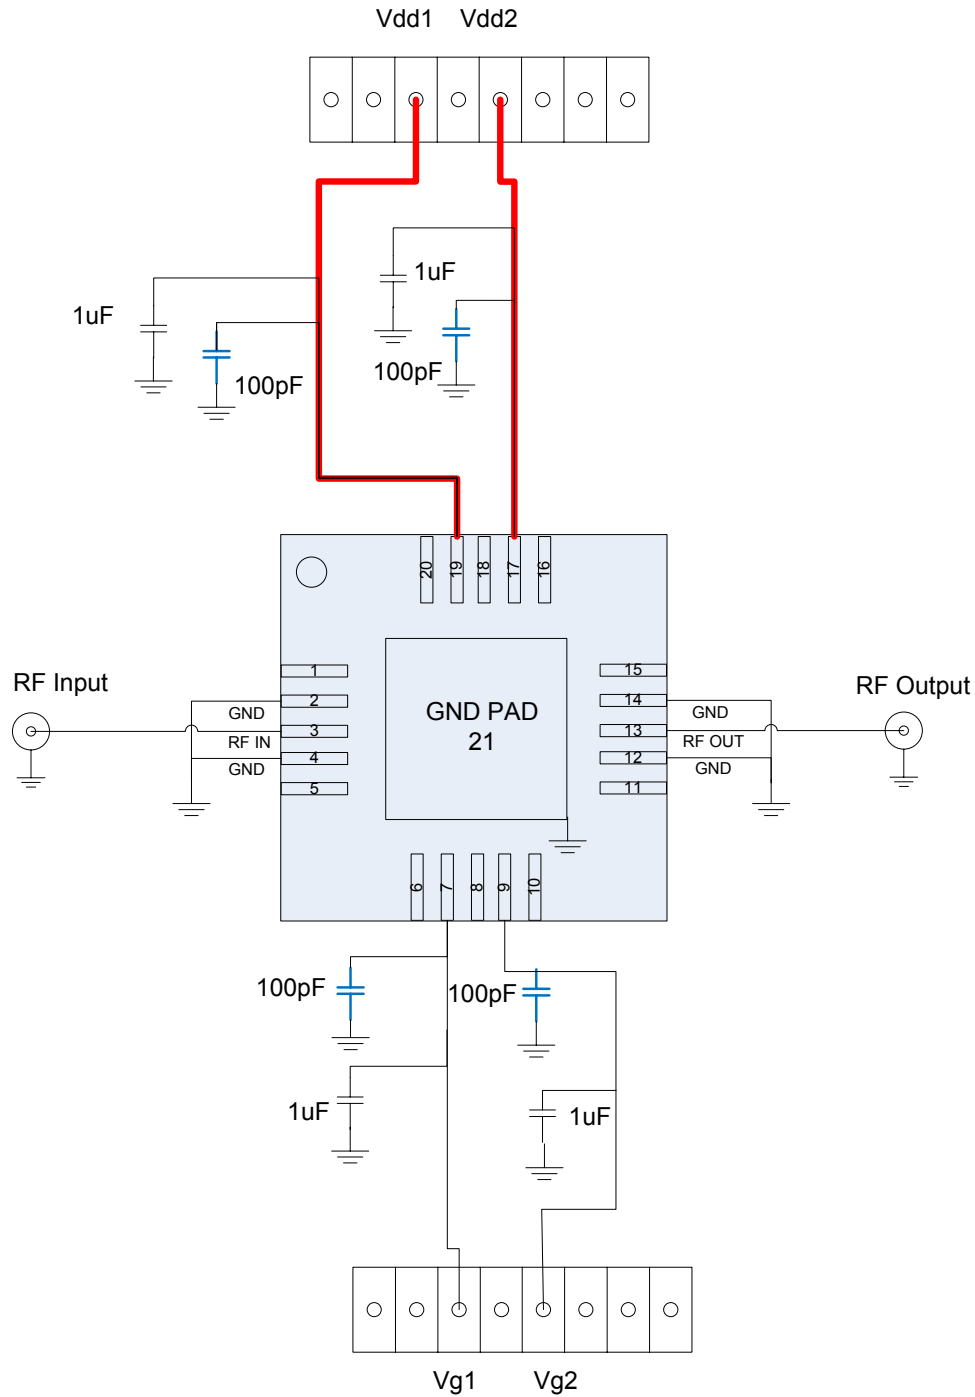 Vdd1 Vdd2
1uF
1uF
100pF
100pF
20 19 18 17 16
1
15
RF Input
2
GND
14
GND
RF Output
3
RF IN
GND PAD
21
13
RF OUT
4
GND
12
GND
5
11
6 7 8 9 10
100pF
100pF
1uF
1uF
Vg1 Vg2